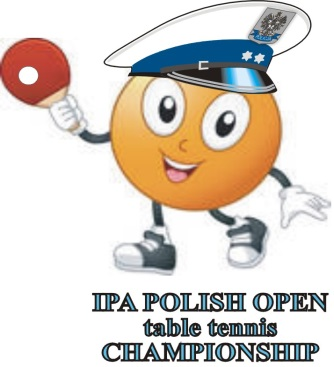 IPA POLISH OPEN
table tennis
CHAMPIONSHIP